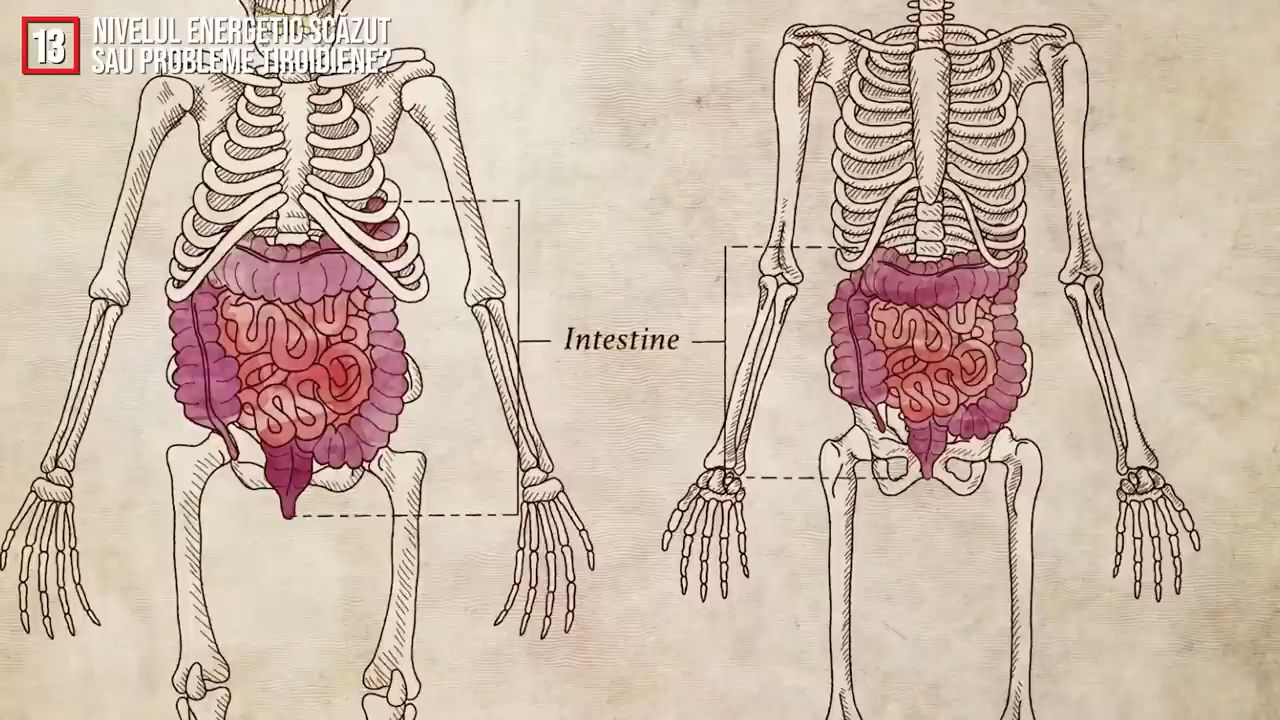 13
NIVELUL ENERGETIC SCĂZUT
SAU PROBLEME TIROIDIENE?
Intestine